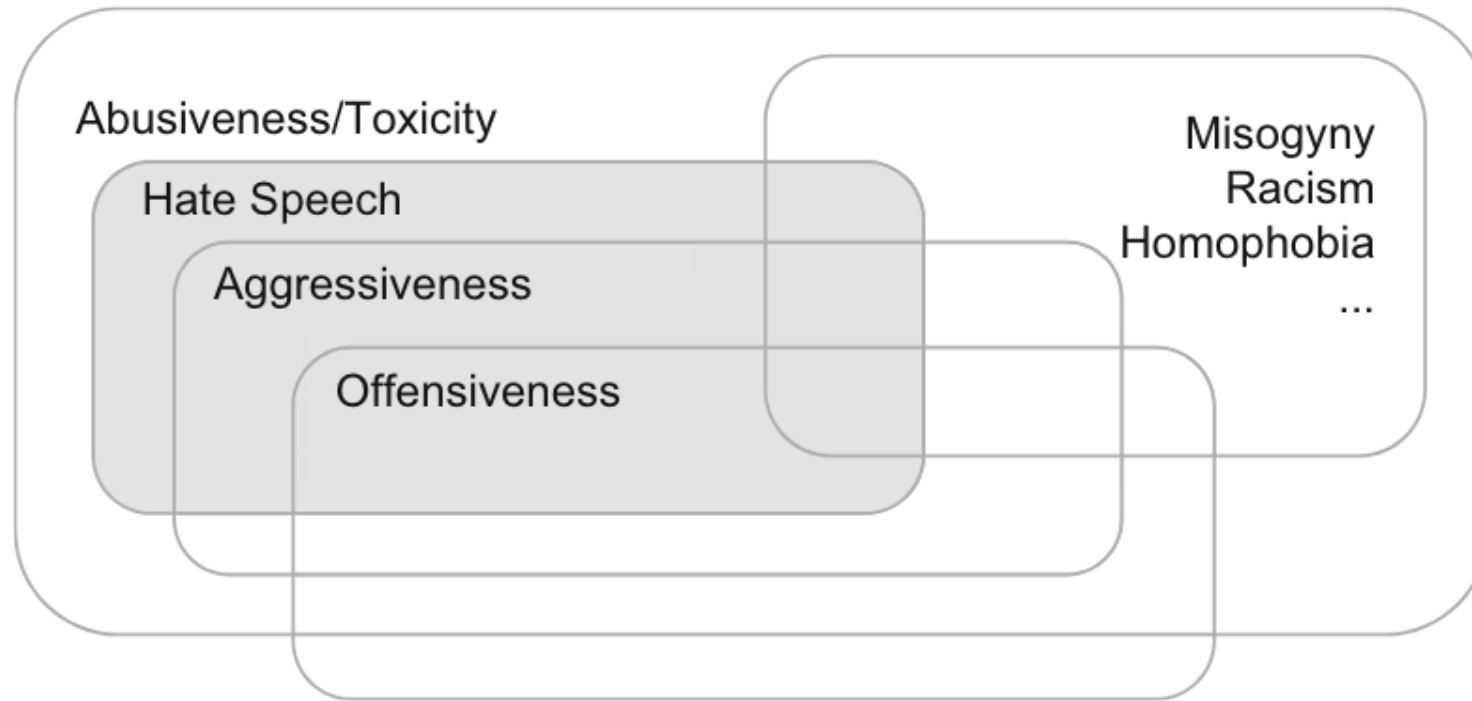 Abusiveness/Toxicity
Hate Speech
Aggressiveness
Offensiveness
Misogyny
Racism
Homophobia
...